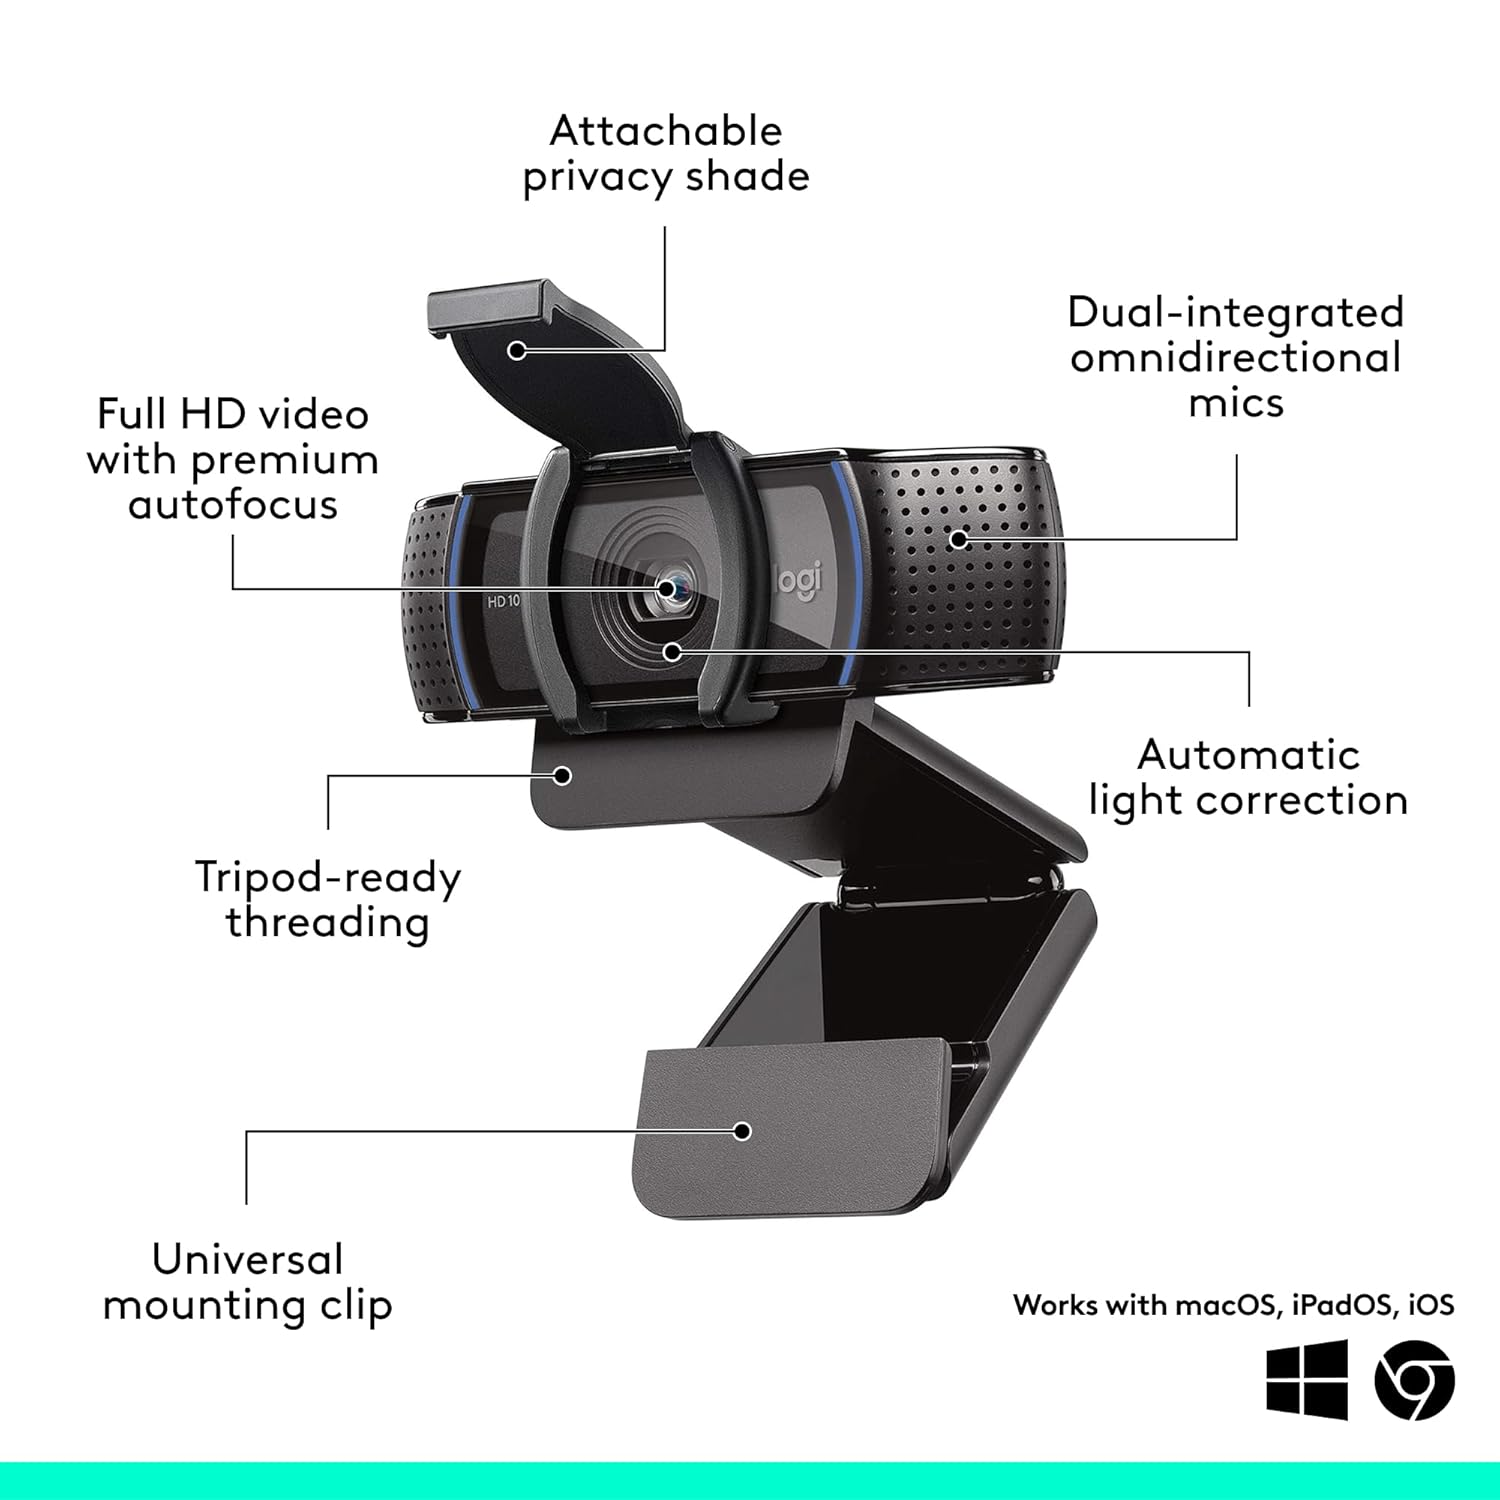 Attachable
privacy shade
Dual-integrated
omnidirectional
mics
Full HD video
with premium
autofocus
HD 10
logi
Automatic
light correction
Tripod-ready
threading
Universal
mounting clip
Works with macOS, iPadOS, iOS